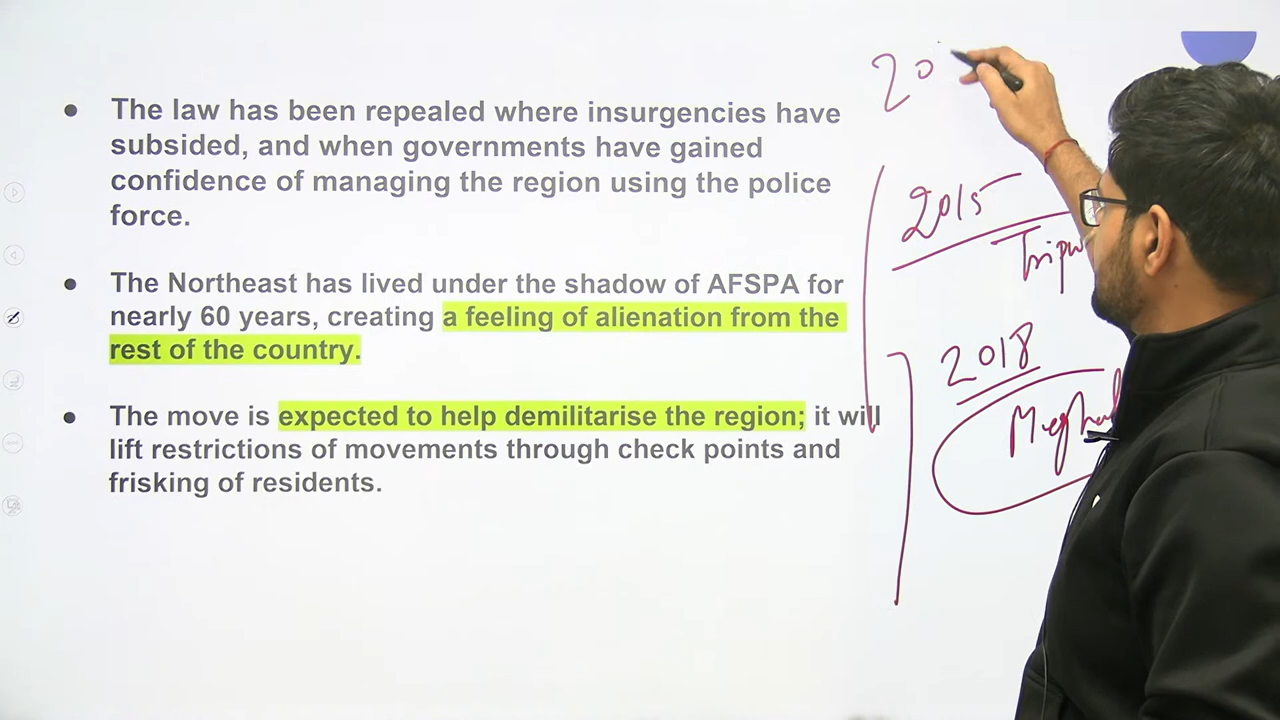 ● The law has been repealed where insurgencies have
subsided, and when governments have gained
confidence of managing the region using the police
force.
● The Northeast has lived under the shadow of AFSPA for
nearly 60 years, creating a feeling of alienation from the
rest of the country.
● The move is expected to help demilitarise the region; it will
lift restrictions of movements through check points and
frisking of residents.
20
2015
2018